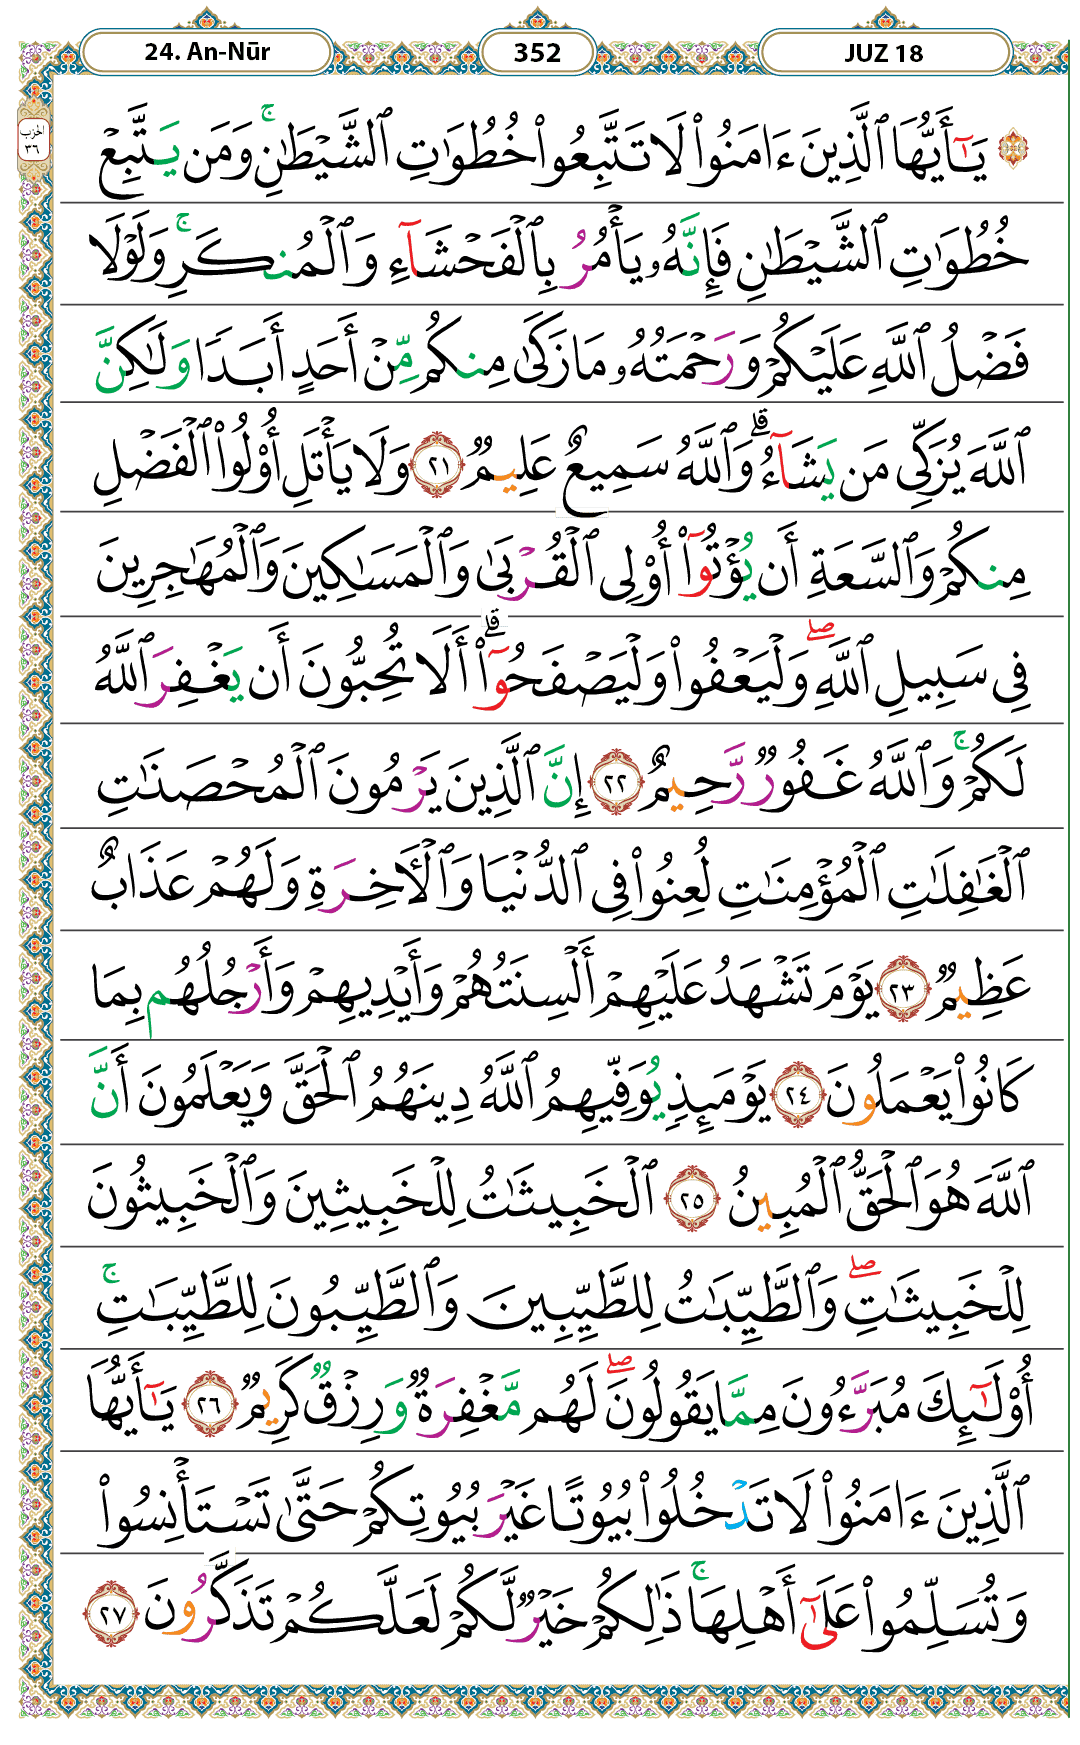 24. An-Nūr
352
JUZ 18
الحزب
٣٦
۞ يَـٰٓأَيُّهَا ٱلَّذِينَ ءَامَنُوا۟ لَا تَتَّبِعُوا۟ خُطُوَٰتِ ٱلشَّيْطَـٰنِ ۚ وَمَن يَتَّبِعْ
خُطُوَٰتِ ٱلشَّيْطَـٰنِ فَإِنَّهُۥ يَأْمُرُ بِٱلْفَحْشَآءِ وَٱلْمُنكَرِ ۚ وَلَوْلَا
فَضْلُ ٱللَّهِ عَلَيْكُمْ وَرَحْمَتُهُۥ مَا زَكَىٰ مِنكُم مِّنْ أَحَدٍ أَبَدًا وَلَـٰكِنَّ
ٱللَّهَ يُزَكِّى مَن يَشَآءُ ۗ وَٱللَّهُ سَمِيعٌ عَلِيمٌ ٢١ وَلَا يَأْتَلِ أُو۟لُوا۟ ٱلْفَضْلِ
مِنكُمْ وَٱلسَّعَةِ أَن يُؤْتُوٓا۟ أُو۟لِى ٱلْقُرْبَىٰ وَٱلْمَسَـٰكِينَ وَٱلْمُهَـٰجِرِينَ
فِى سَبِيلِ ٱللَّهِ ۖ وَلْيَعْفُوا۟ وَلْيَصْفَحُوٓا۟ ۗ أَلَا تُحِبُّونَ أَن يَغْفِرَ ٱللَّهُ
لَكُمْ ۚ وَٱللَّهُ غَفُورٌ رَّحِيمٌ ٢٢ إِنَّ ٱلَّذِينَ يَرْمُونَ ٱلْمُحْصَنَـٰتِ
ٱلْغَـٰفِلَـٰتِ ٱلْمُؤْمِنَـٰتِ لُعِنُوا۟ فِى ٱلدُّنْيَا وَٱلْـَٔاخِرَةِ وَلَهُمْ عَذَابٌ
عَظِيمٌ ٢٣ يَوْمَ تَشْهَدُ عَلَيْهِمْ أَلْسِنَتُهُمْ وَأَيْدِيهِمْ وَأَرْجُلُهُم بِمَا
كَانُوا۟ يَعْمَلُونَ ٢٤ يَوْمَئِذٍ يُوَفِّيهِمُ ٱللَّهُ دِينَهُمُ ٱلْحَقَّ وَيَعْلَمُونَ أَنَّ
ٱللَّهَ هُوَ ٱلْحَقُّ ٱلْمُبِينُ ٢٥ ٱلْخَبِيثَـٰتُ لِلْخَبِيثِينَ وَٱلْخَبِيثُونَ
لِلْخَبِيثَـٰتِ ۖ وَٱلطَّيِّبَـٰتُ لِلطَّيِّبِينَ وَٱلطَّيِّبُونَ لِلطَّيِّبَـٰتِ ۚ
أُو۟لَـٰٓئِكَ مُبَرَّءُونَ مِمَّا يَقُولُونَ ۖ لَهُم مَّغْفِرَةٌ وَرِزْقٌ كَرِيمٌ ٢٦ يَـٰٓأَيُّهَا
ٱلَّذِينَ ءَامَنُوا۟ لَا تَدْخُلُوا۟ بُيُوتًا غَيْرَ بُيُوتِكُمْ حَتَّىٰ تَسْتَأْنِسُوا۟
وَتُسَلِّمُوا۟ عَلَىٰٓ أَهْلِهَا ۚ ذَٰلِكُمْ خَيْرٌ لَّكُمْ لَعَلَّكُمْ تَذَكَّرُونَ ٢٧